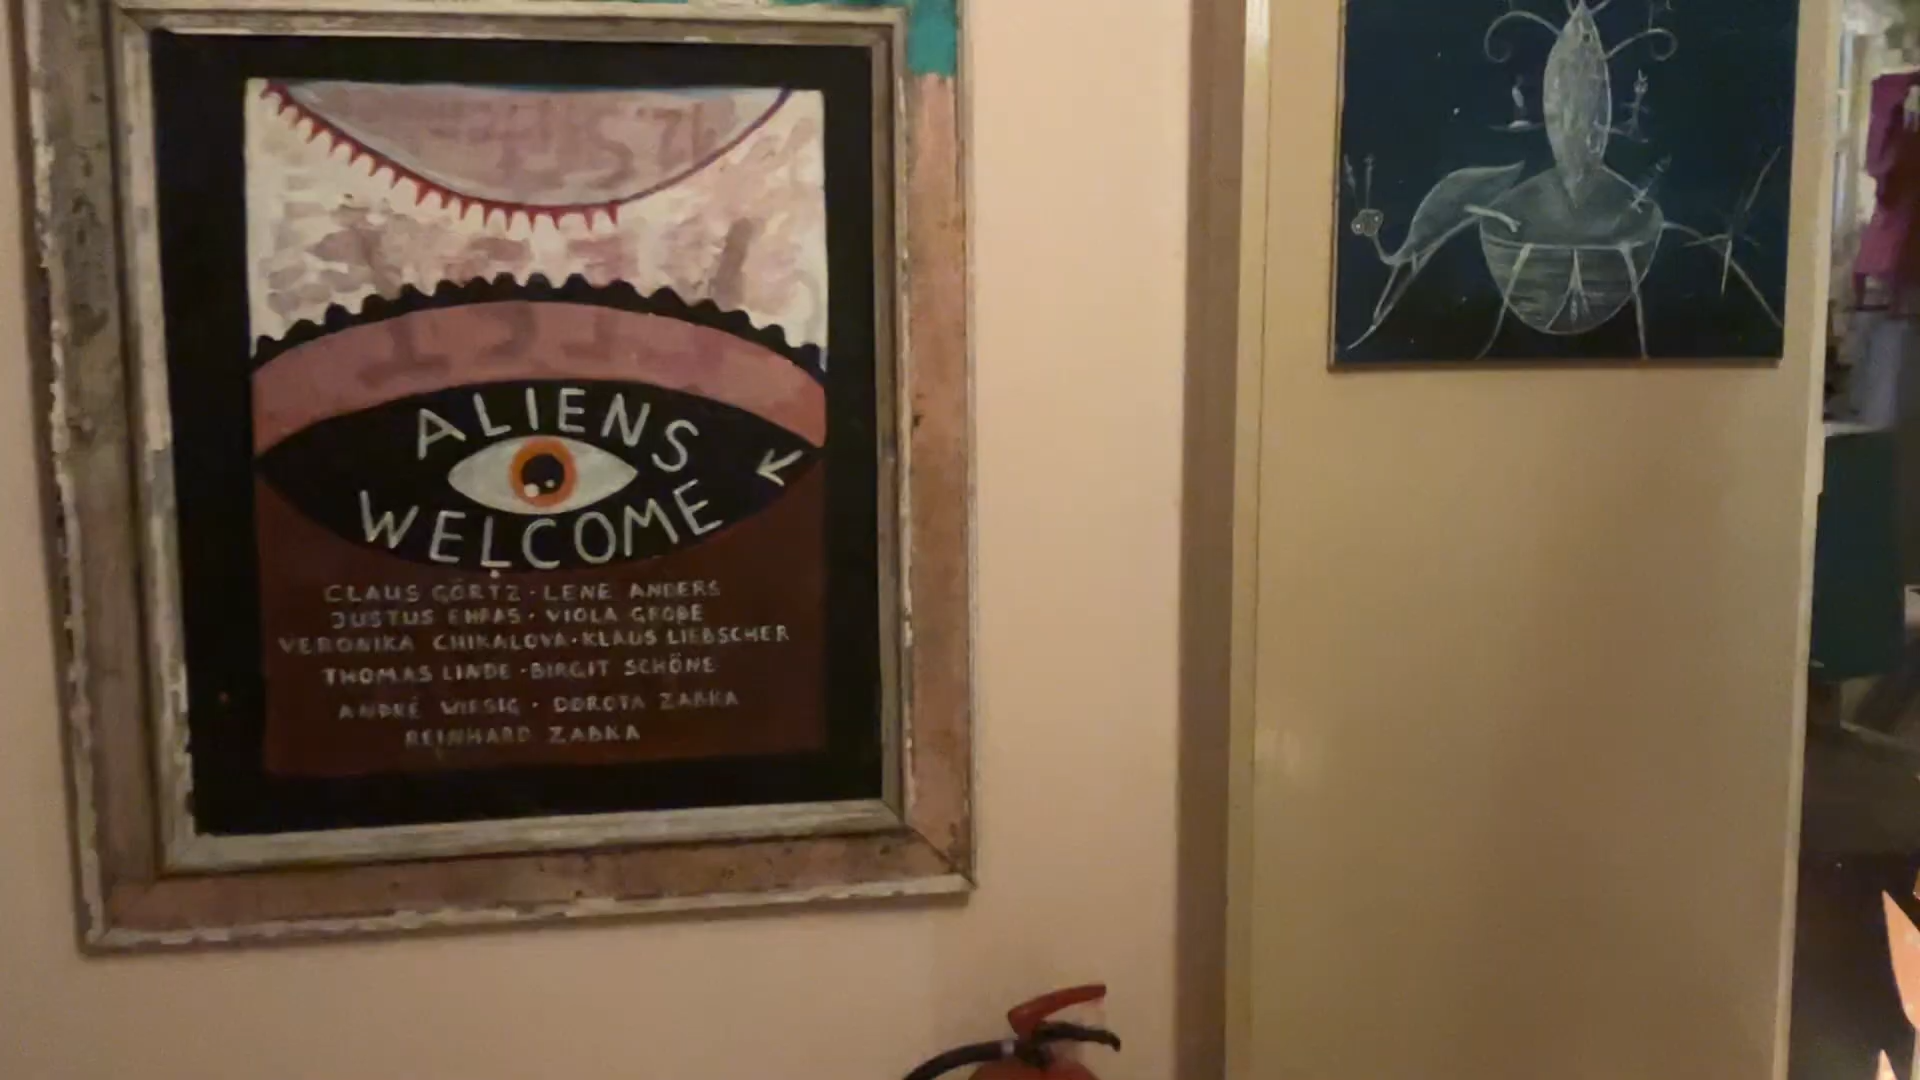 ALIENS
WELCOME
CLAUS GÖRTZ · LENE ANDERS
JUSTUS EHRAS · VIOLA GROBE
VERONIKA CHIKALOVA · KLAUS LIEBSCHER
THOMAS LINDE · BIRGIT SCHÖNE
ANDRÉ WIESIG · DOROTA ZABKA
REINHARD ZABKA